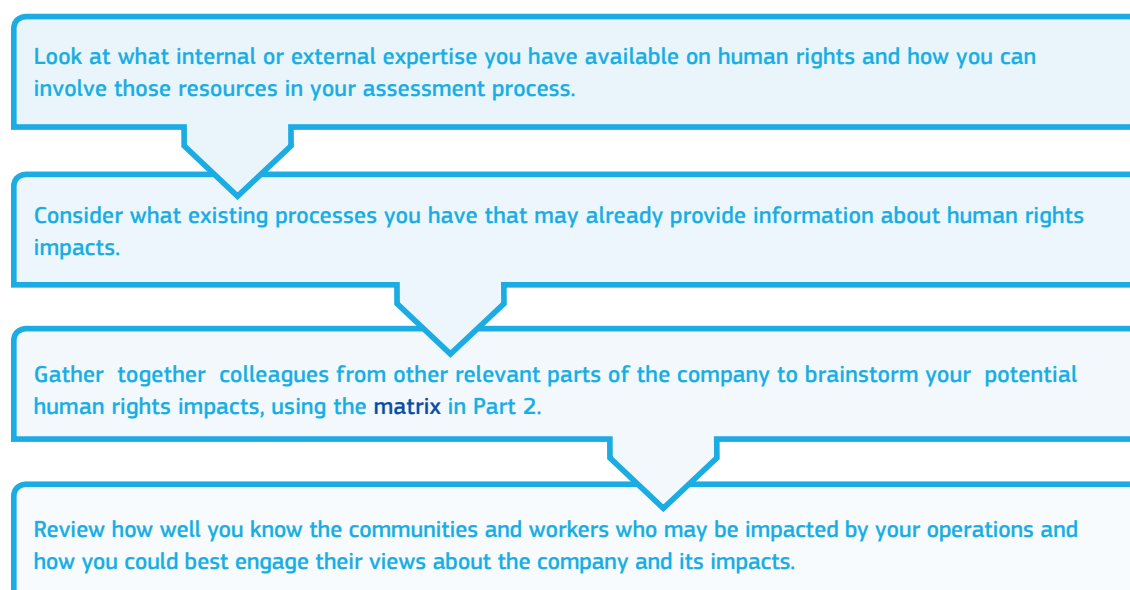 Look at what internal or external expertise you have available on human rights and how you can
involve those resources in your assessment process.
Consider what existing processes you have that may already provide information about human rights
impacts.
Gather together colleagues from other relevant parts of the company to brainstorm your potential
human rights impacts, using the matrix in Part 2.
Review how well you know the communities and workers who may be impacted by your operations and
how you could best engage their views about the company and its impacts.